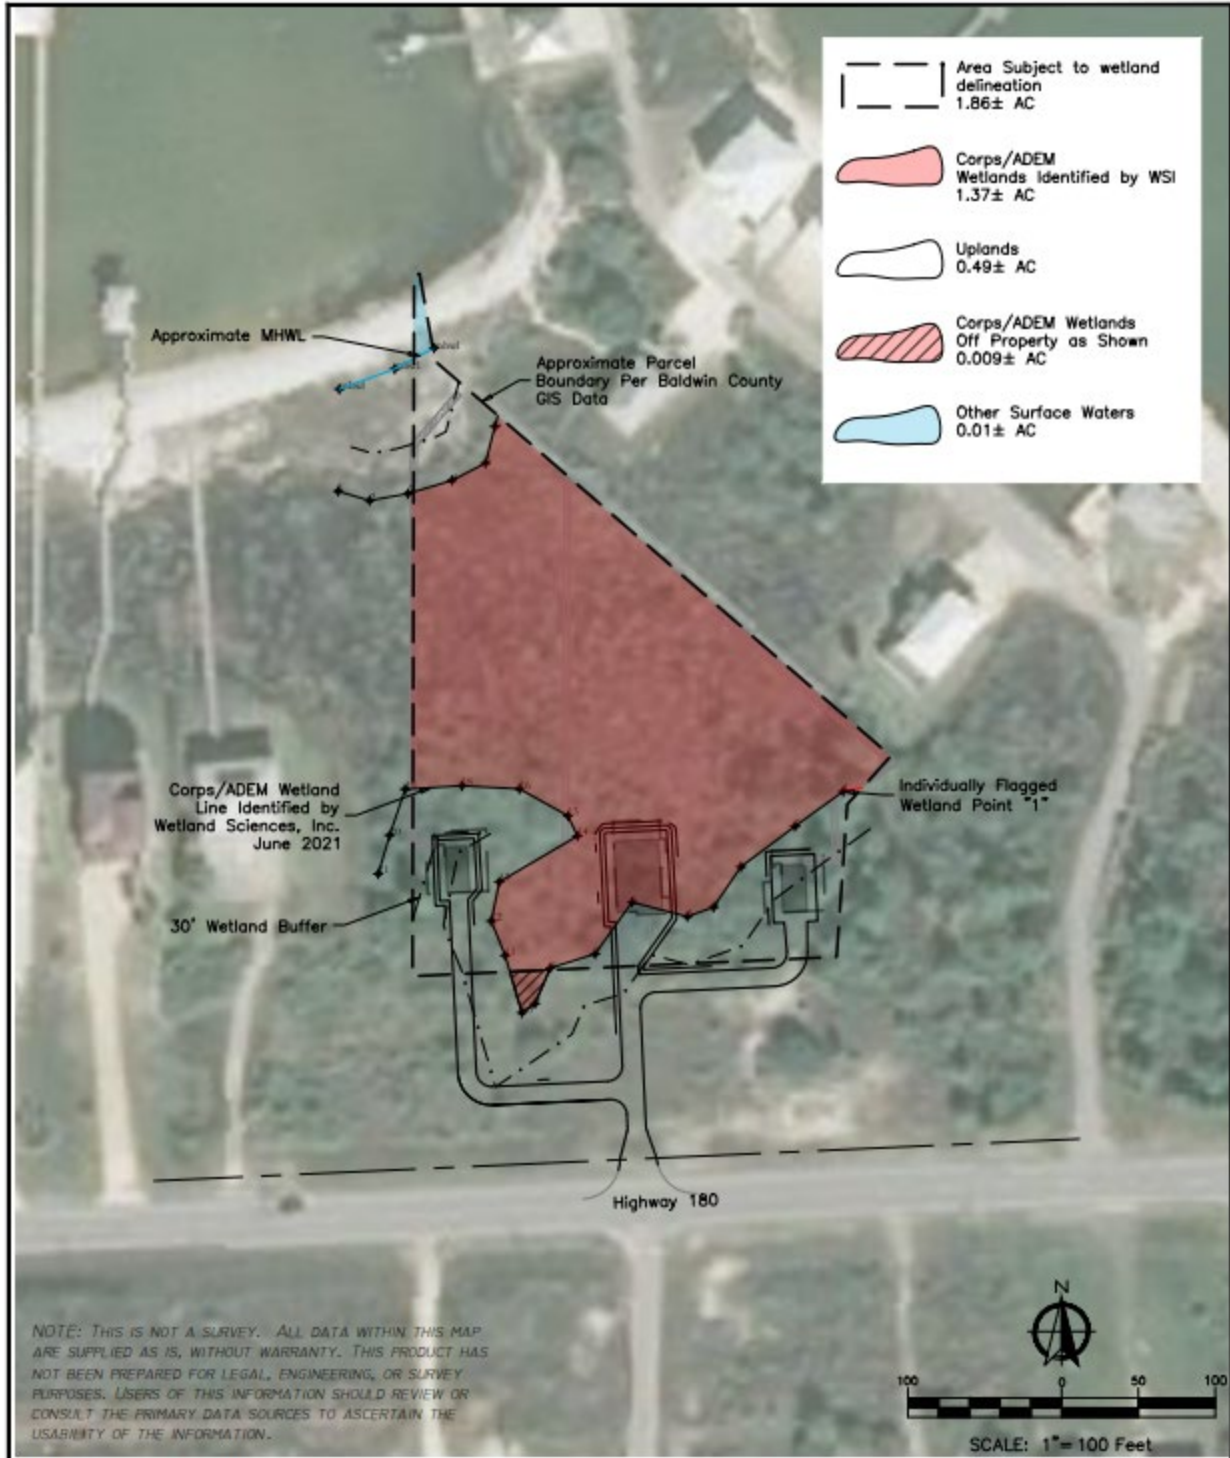 Area Subject to wetland
delineation
1.86± AC
Corps/ADEM
Wetlands Identified by WSI
1.37± AC
Uplands
0.49± AC
Corps/ADEM Wetlands
Off Property as Shown
0.009± AC
Other Surface Waters
0.01± AC
Approximate MHWL
Approximate Parcel
Boundary Per Baldwin County
GIS Data
Corps/ADEM Wetland
Line Identified by
Wetland Sciences, Inc.
June 2021
Individually Flagged
Wetland Point "1"
30' Wetland Buffer
Highway 180
NOTE: THIS IS NOT A SURVEY. ALL DATA WITHIN THIS MAP
ARE SUPPLIED AS IS, WITHOUT WARRANTY. THIS PRODUCT HAS
NOT BEEN PREPARED FOR LEGAL, ENGINEERING, OR SURVEY
PURPOSES. USERS OF THIS INFORMATION SHOULD REVIEW OR
CONSULT THE PRIMARY DATA SOURCES TO ASCERTAIN THE
USABILITY OF THE INFORMATION.
N
100 0 50 100
SCALE: 1"= 100 Feet